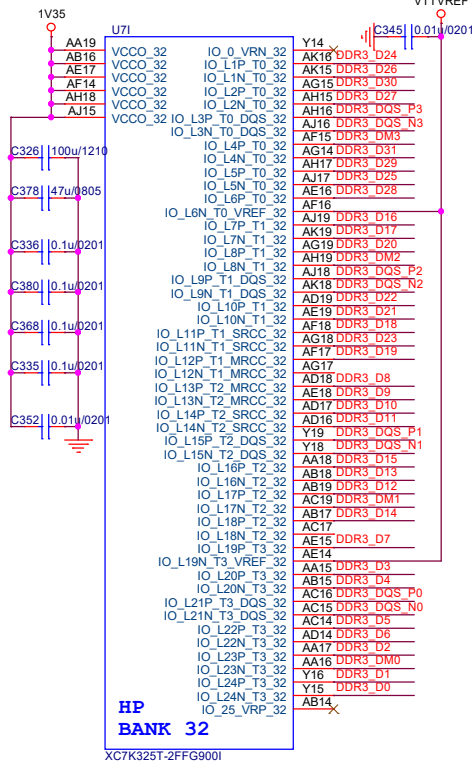 1V35
U7I
VTTVREF
C345 0.01u/0201
AA19 VCCO_32
AB16 VCCO_32
AE17 VCCO_32
AF14 VCCO_32
AH18 VCCO_32
AJ15 VCCO_32
C326 100u/1210
C378 47u/0805
C336 0.1u/0201
C380 0.1u/0201
C368 0.1u/0201
C335 0.1u/0201
C352 0.01u/0201
IO_0_VRN_32 Y14
IO_L1P_T0_32 AK16 DDR3_D24
IO_L1N_T0_32 AK15 DDR3_D26
IO_L2P_T0_32 AG15 DDR3_D30
IO_L2N_T0_32 AH15 DDR3_D27
IO_L3P_T0_DQS_32 AH16 DDR3_DQS_P3
IO_L3N_T0_DQS_32 AJ16 DDR3_DQS_N3
IO_L4P_T0_32 AF15 DDR3_DM3
IO_L4N_T0_32 AG14 DDR3_D31
IO_L5P_T0_32 AH17 DDR3_D29
IO_L5N_T0_32 AJ17 DDR3_D25
IO_L6P_T0_32 AE16 DDR3_D28
IO_L6N_T0_VREF_32 AF16
IO_L7P_T1_32 AJ19 DDR3_D16
IO_L7N_T1_32 AK19 DDR3_D17
IO_L8P_T1_32 AG19 DDR3_D20
IO_L8N_T1_32 AH19 DDR3_DM2
IO_L9P_T1_DQS_32 AJ18 DDR3_DQS_P2
IO_L9N_T1_DQS_32 AK18 DDR3_DQS_N2
IO_L10P_T1_32 AD19 DDR3_D22
IO_L10N_T1_32 AE19 DDR3_D21
IO_L11P_T1_SRCC_32 AF18 DDR3_D18
IO_L11N_T1_SRCC_32 AG18 DDR3_D23
IO_L12P_T1_MRCC_32 AF17 DDR3_D19
IO_L12N_T1_MRCC_32 AG17
IO_L13P_T2_MRCC_32 AD18 DDR3_D8
IO_L13N_T2_MRCC_32 AE18 DDR3_D9
IO_L14P_T2_SRCC_32 AD17 DDR3_D10
IO_L14N_T2_SRCC_32 AD16 DDR3_D11
IO_L15P_T2_DQS_32 Y19 DDR3_DQS_P1
IO_L15N_T2_DQS_32 Y18 DDR3_DQS_N1
IO_L16P_T2_32 AA18 DDR3_D15
IO_L16N_T2_32 AB18 DDR3_D13
IO_L17P_T2_32 AB19 DDR3_D12
IO_L17N_T2_32 AC19 DDR3_DM1
IO_L18P_T2_32 AB17 DDR3_D14
IO_L18N_T2_32 AC17
IO_L19P_T3_32 AE15 DDR3_D7
IO_L19N_T3_VREF_32 AE14
IO_L20P_T3_32 AA15 DDR3_D3
IO_L20N_T3_32 AB15 DDR3_D4
IO_L21P_T3_DQS_32 AC16 DDR3_DQS_P0
IO_L21N_T3_DQS_32 AC15 DDR3_DQS_N0
IO_L22P_T3_32 AC14 DDR3_D5
IO_L22N_T3_32 AD14 DDR3_D6
IO_L23P_T3_32 AA17 DDR3_D2
IO_L23N_T3_32 AA16 DDR3_DM0
IO_L24P_T3_32 Y16 DDR3_D1
IO_L24N_T3_32 Y15 DDR3_D0
IO_25_VRP_32 AB14
HP
BANK 32
XC7K325T-2FFG900I